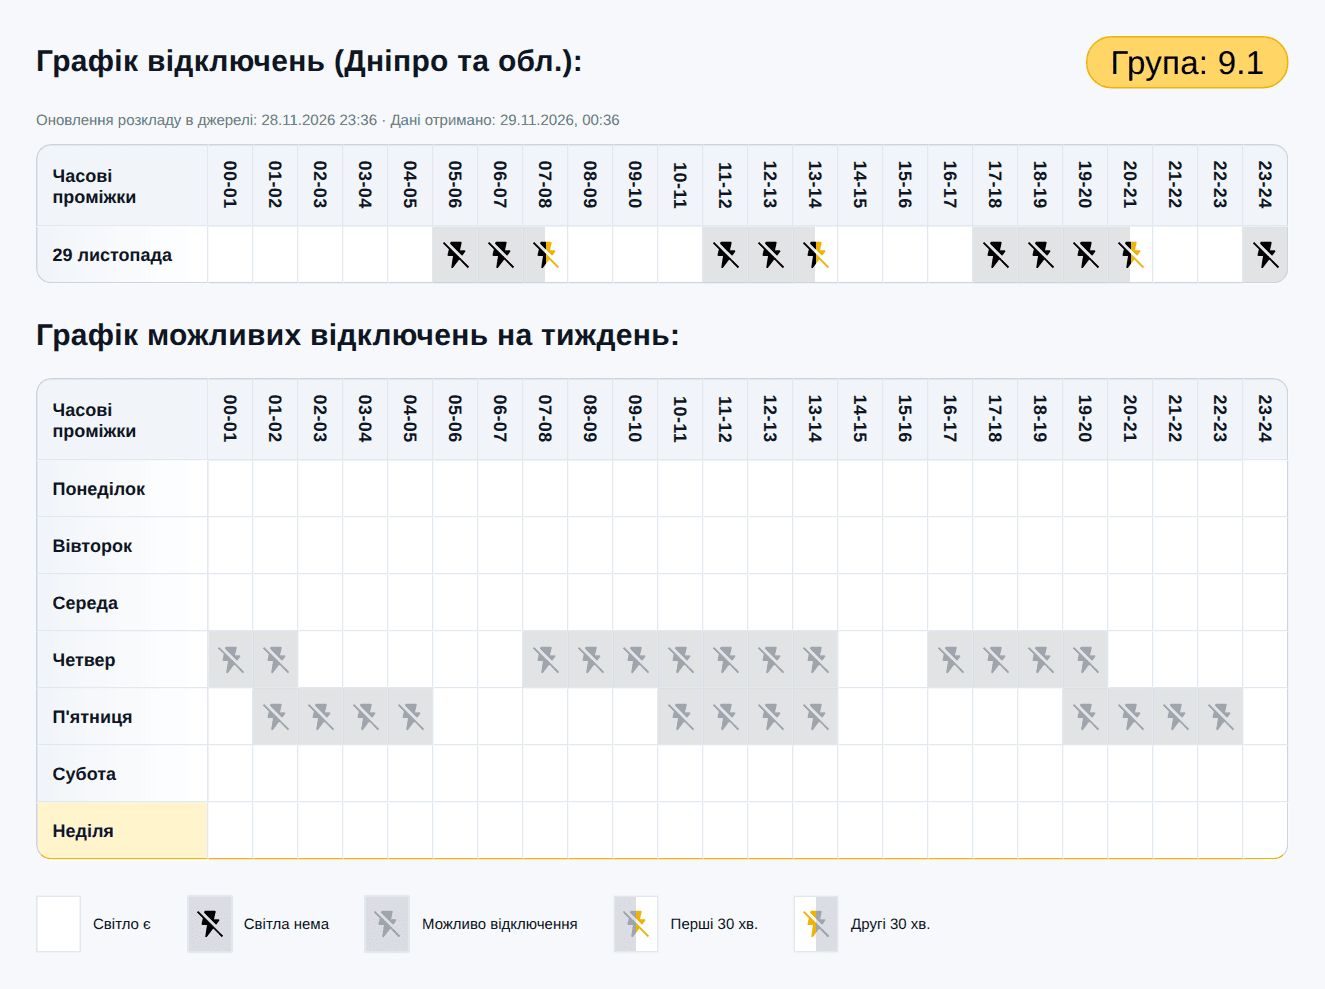 Графік відключень (Дніпро та обл.):
Група: 9.1
Оновлення розкладу в джерелі: 28.11.2026 23:36 · Дані отримано: 29.11.2026, 00:36
Часові
проміжки
00-01 01-02 02-03 03-04 04-05 05-06 06-07 07-08 08-09 09-10 10-11 11-12 12-13 13-14 14-15 15-16 16-17 17-18 18-19 19-20 20-21 21-22 22-23 23-24
29 листопада
Графік можливих відключень на тиждень:
Часові
проміжки
00-01 01-02 02-03 03-04 04-05 05-06 06-07 07-08 08-09 09-10 10-11 11-12 12-13 13-14 14-15 15-16 16-17 17-18 18-19 19-20 20-21 21-22 22-23 23-24
Понеділок
Вівторок
Середа
Четвер
П'ятниця
Субота
Неділя
Світло є
Світла нема
Можливо відключення
Перші 30 хв.
Другі 30 хв.